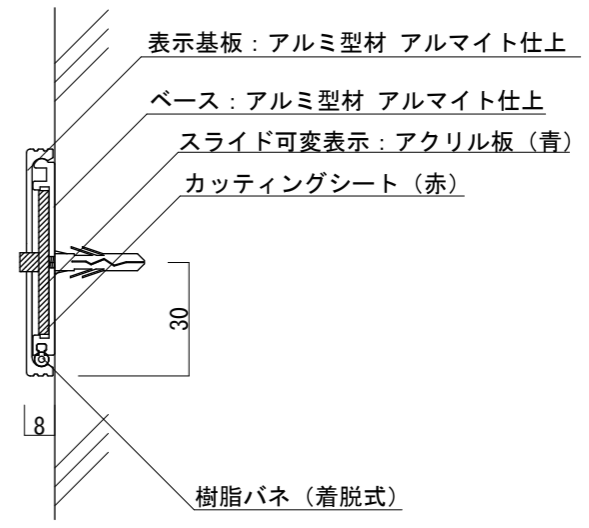 表示基板：アルミ型材 アルマイト仕上
ベース：アルミ型材 アルマイト仕上
スライド可変表示：アクリル板（青）
カッティングシート（赤）
30
8
樹脂バネ（着脱式）